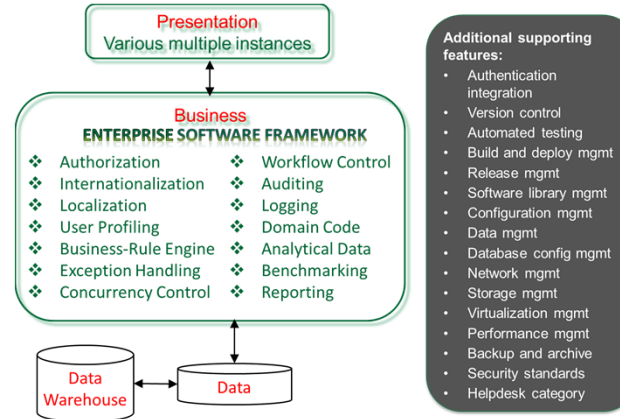 Presentation
Various multiple instances
Business
ENTERPRISE SOFTWARE FRAMEWORK
❖ Authorization
❖ Internationalization
❖ Localization
❖ User Profiling
❖ Business-Rule Engine
❖ Exception Handling
❖ Concurrency Control
❖ Workflow Control
❖ Auditing
❖ Logging
❖ Domain Code
❖ Analytical Data
❖ Benchmarking
❖ Reporting
Data
Warehouse
Data
Additional supporting
features:
• Authentication
integration
• Version control
• Automated testing
• Build and deploy mgmt
• Release mgmt
• Software library mgmt
• Configuration mgmt
• Data mgmt
• Database config mgmt
• Network mgmt
• Storage mgmt
• Virtualization mgmt
• Performance mgmt
• Backup and archive
• Security standards
• Helpdesk category